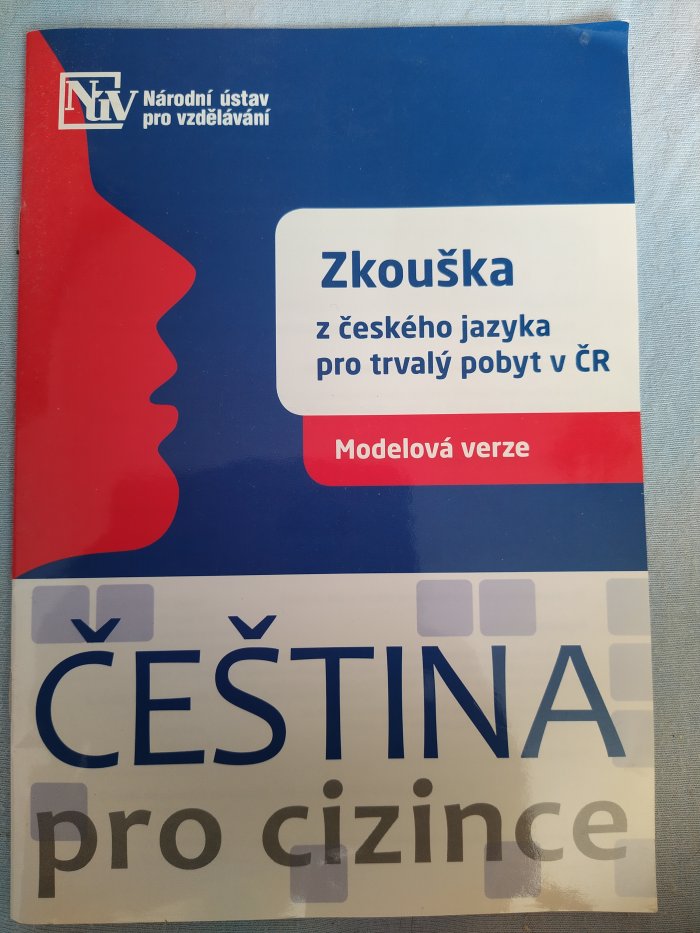 NÚV
Národní ústav
pro vzdělávání
Zkouška
z českého jazyka
pro trvalý pobyt v ČR
Modelová verze
ČEŠTINA
pro cizince